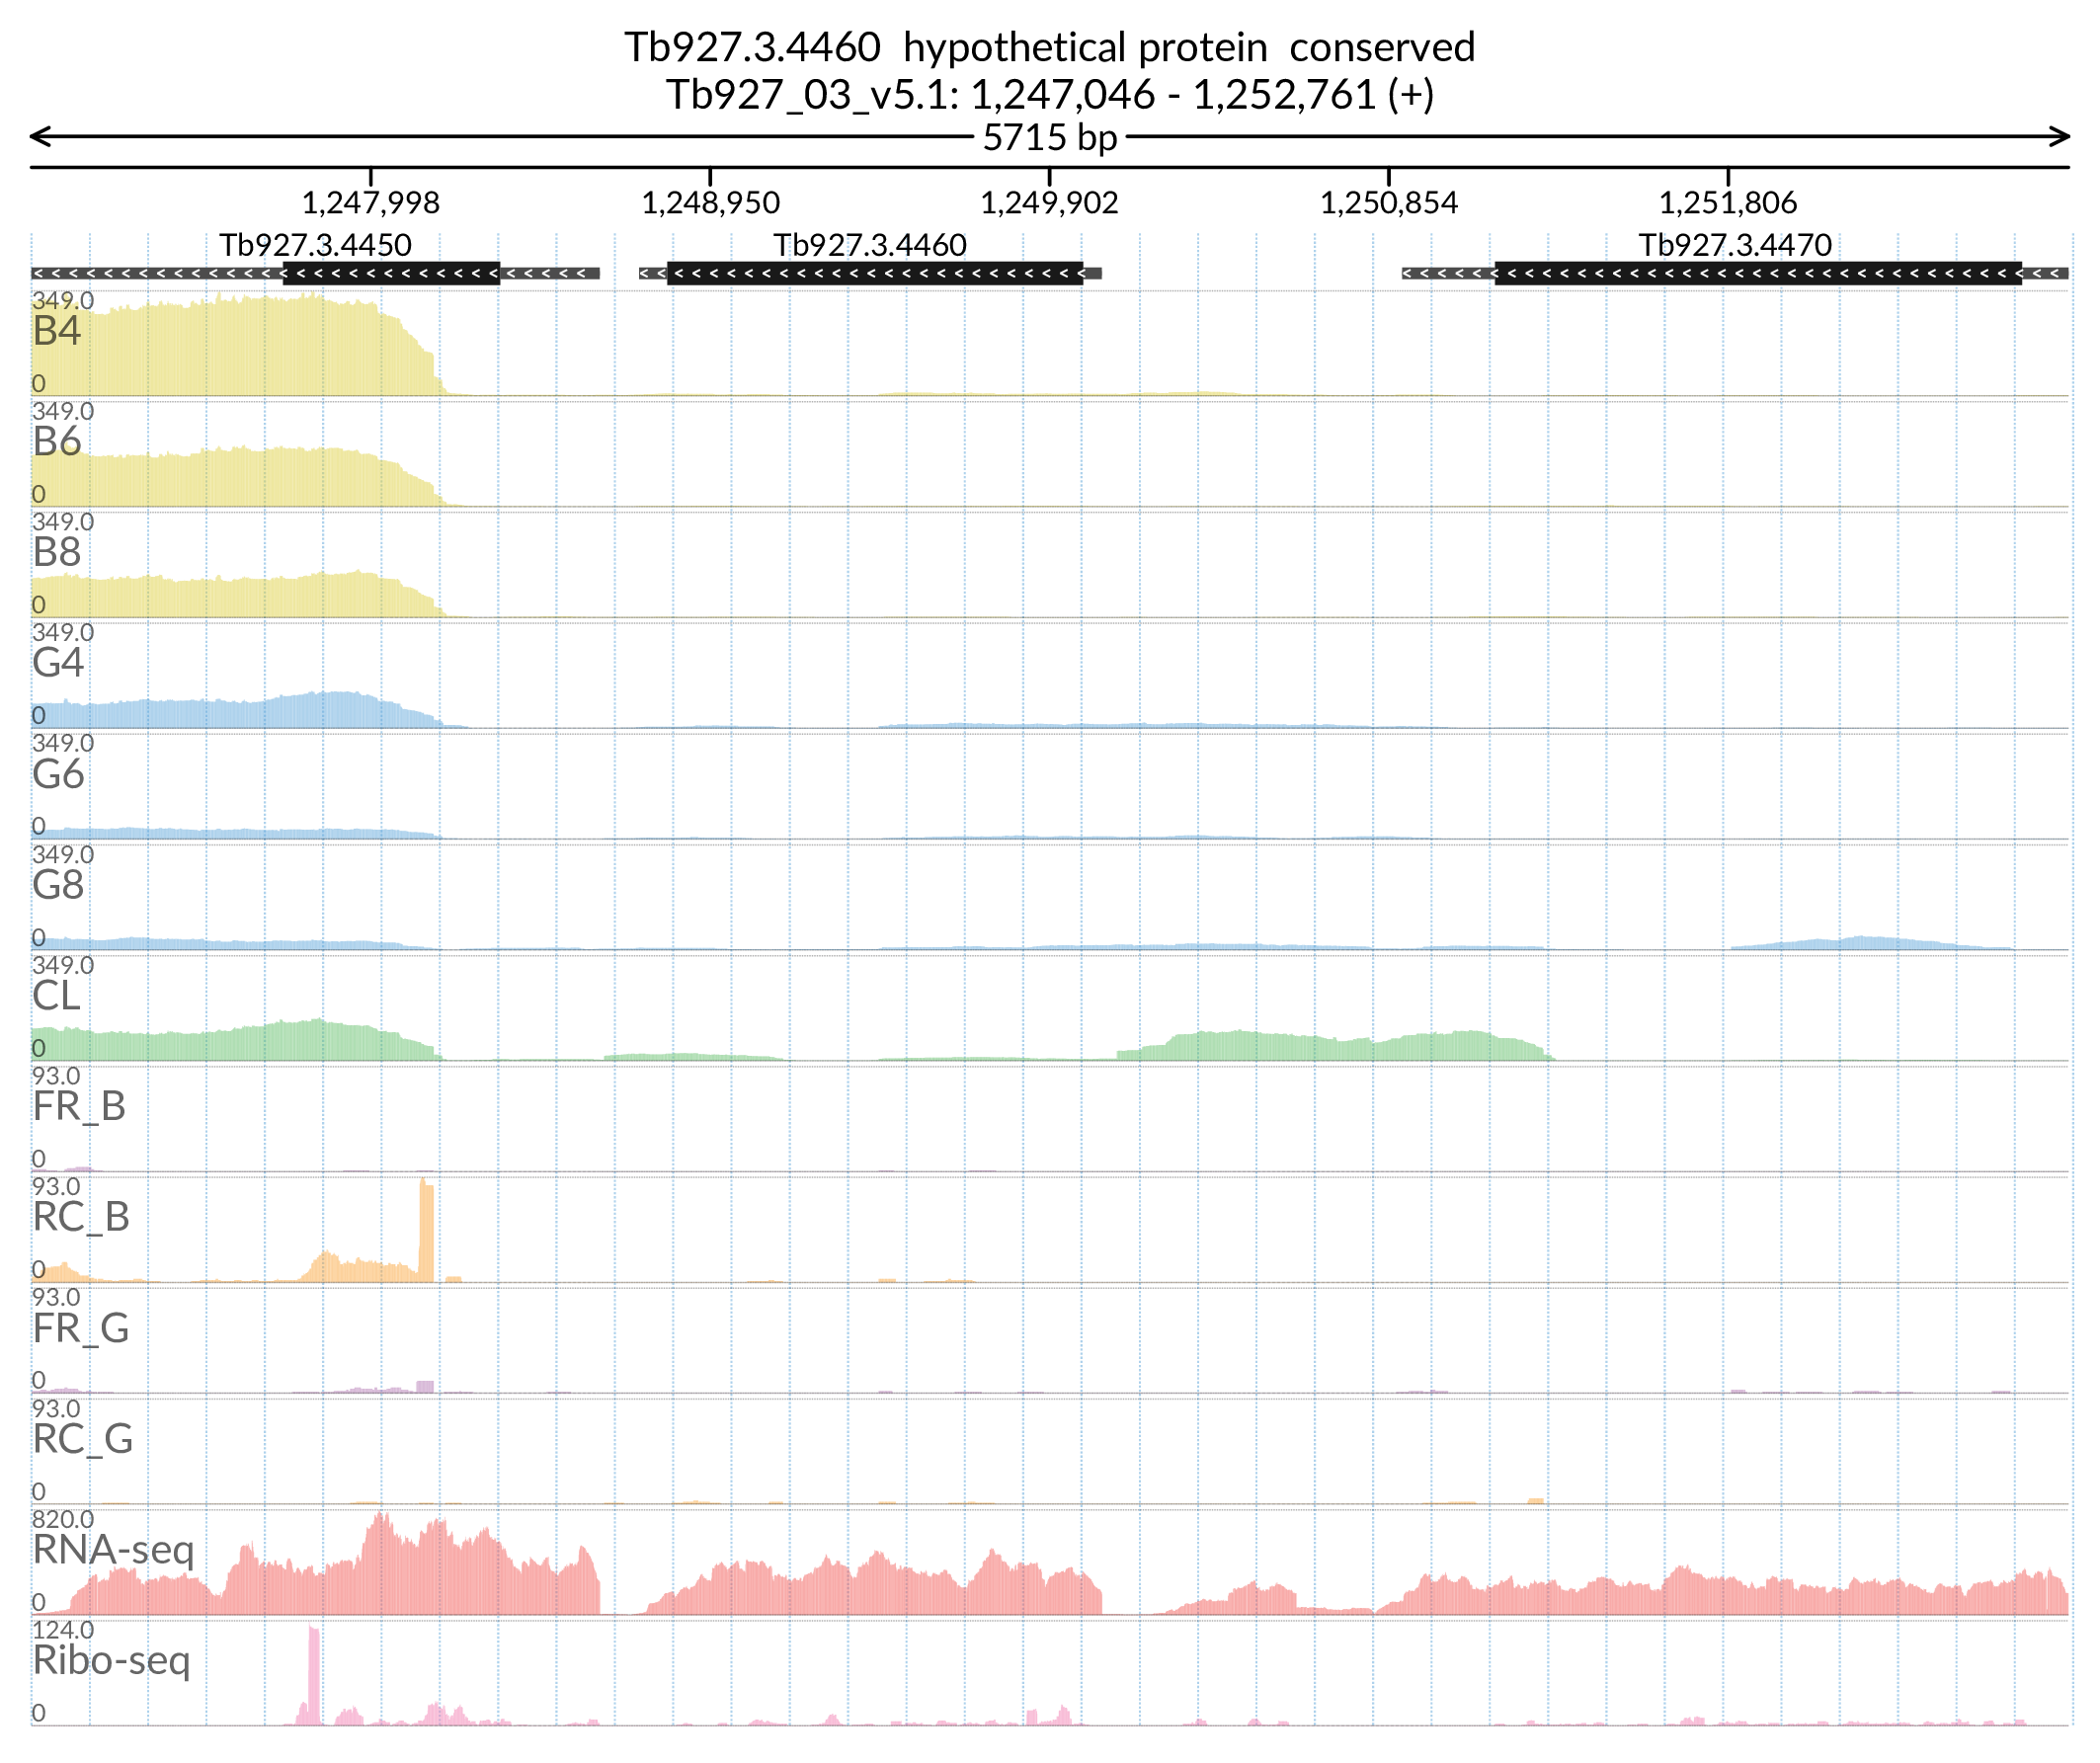 Tb927.3.4460  hypothetical protein  conserved
Tb927_03_v5.1: 1,247,046 - 1,252,761 (+)
5715 bp
1,247,998 1,248,950 1,249,902 1,250,854 1,251,806
Tb927.3.4450 Tb927.3.4460 Tb927.3.4470
349.0
B4
0
349.0
B6
0
349.0
B8
0
349.0
G4
0
349.0
G6
0
349.0
G8
0
349.0
CL
0
93.0
FR_B
0
93.0
RC_B
0
93.0
FR_G
0
93.0
RC_G
0
820.0
RNA-seq
0
124.0
Ribo-seq
0